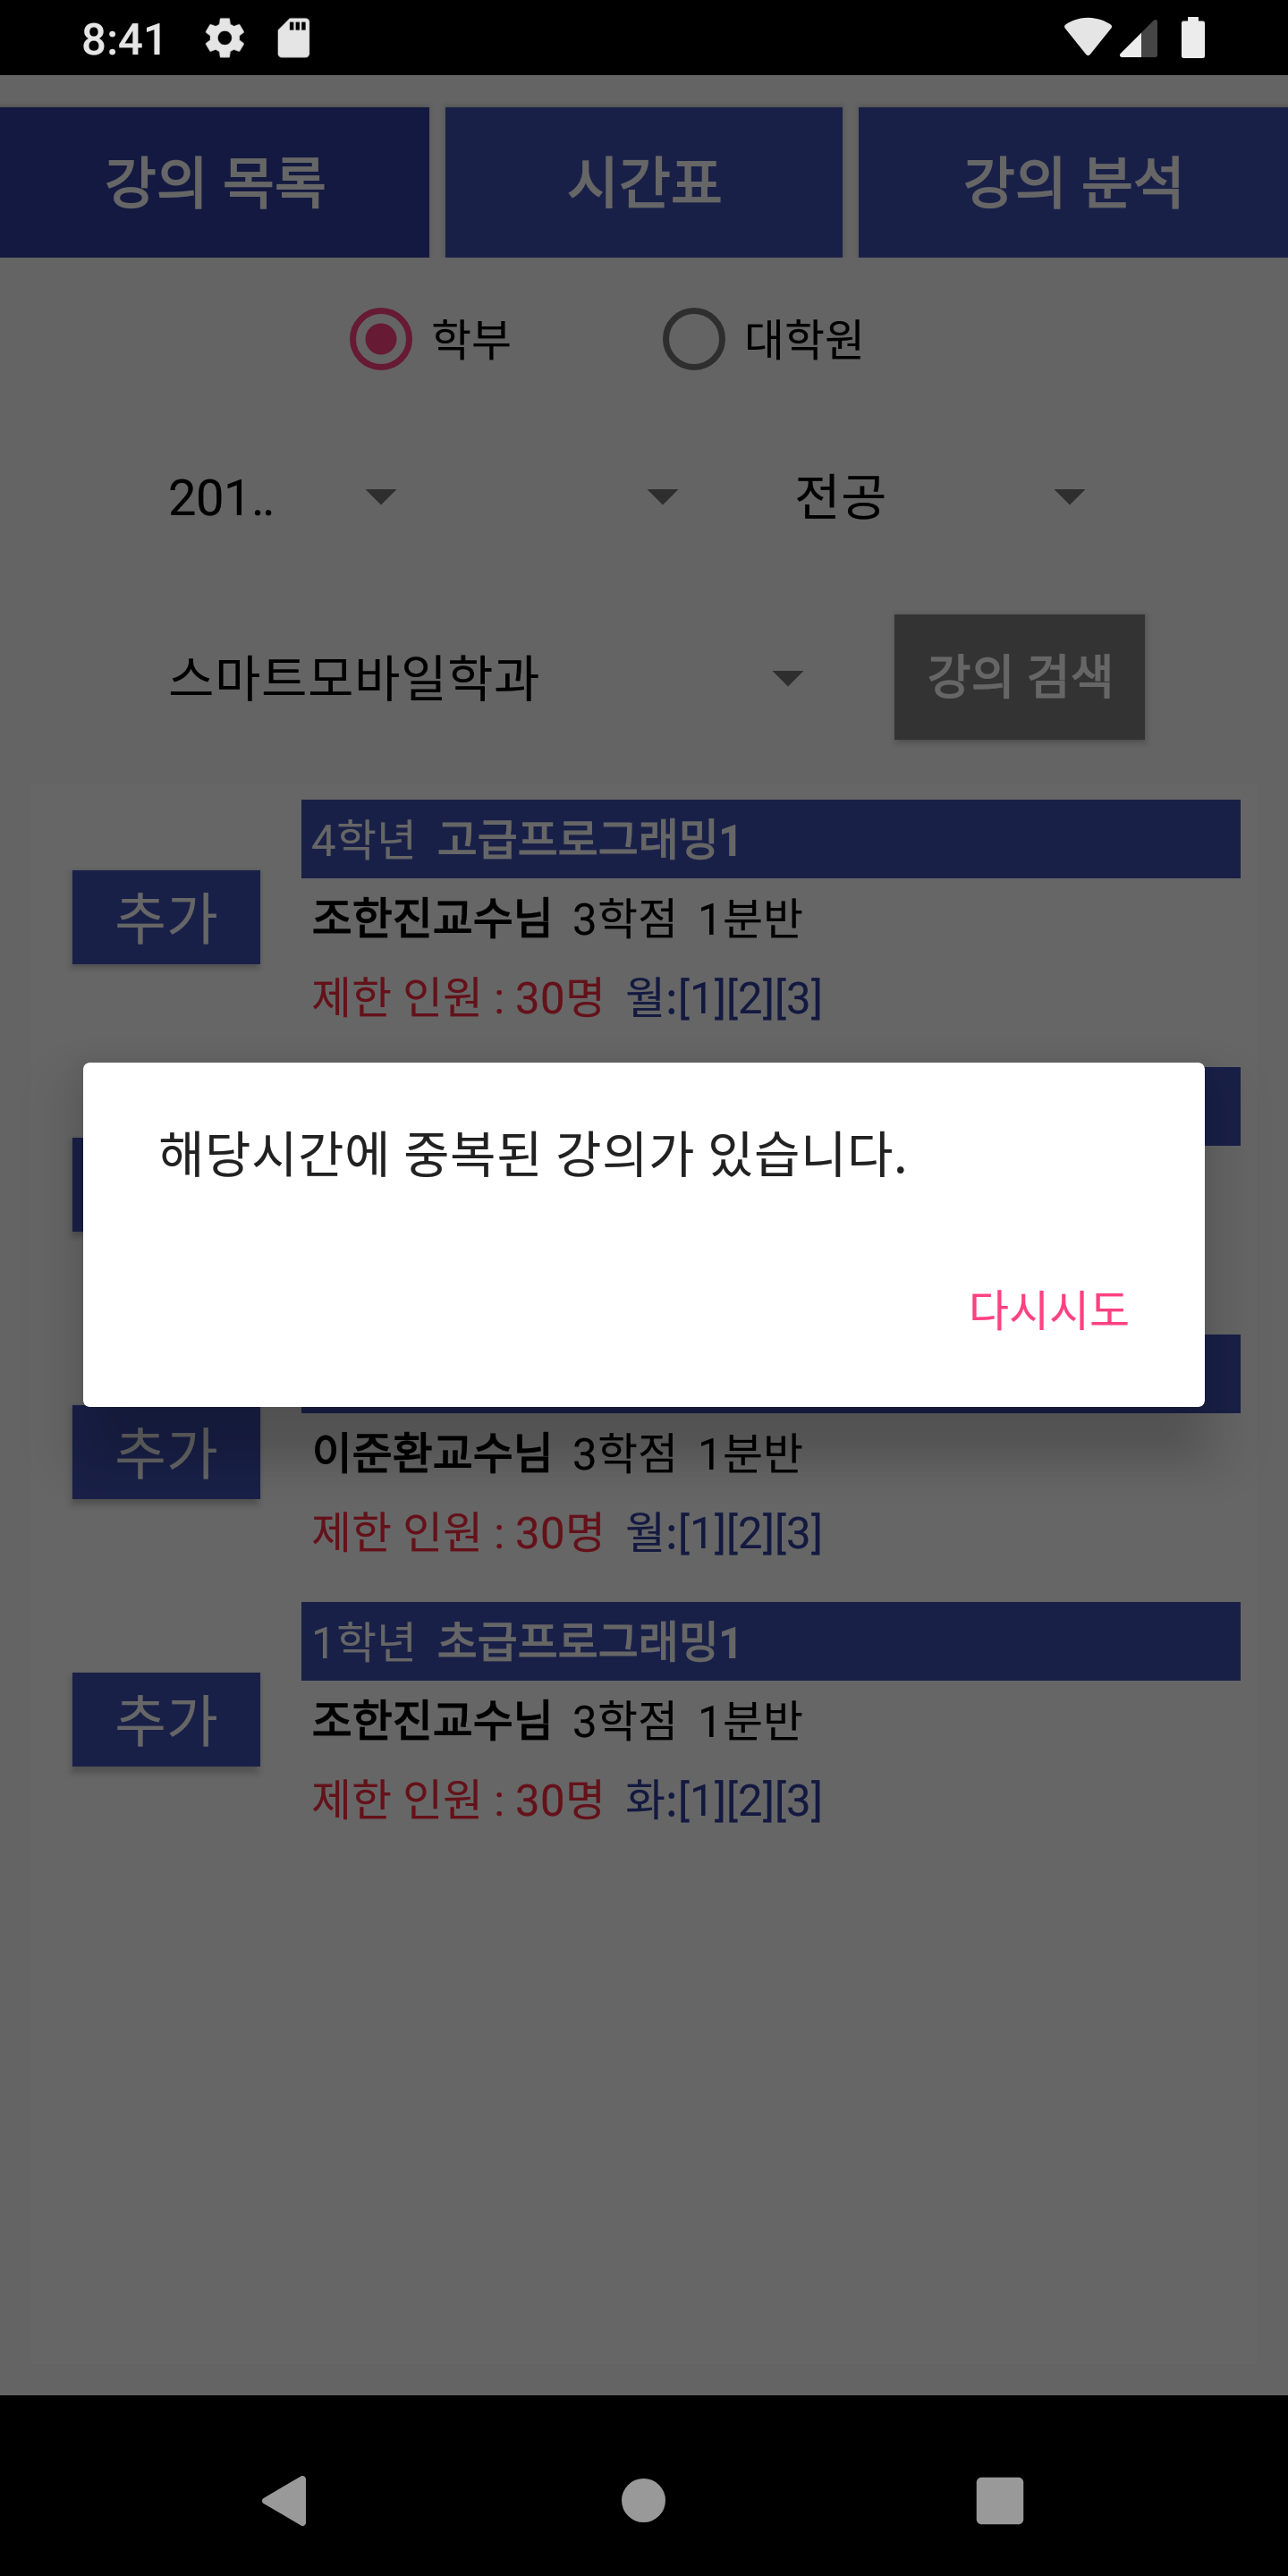 8:41
강의 목록 시간표 강의 분석
학부 대학원
201.. 전공
스마트모바일학과 강의 검색
4학년 고급프로그래밍1
추가 조한진교수님 3학점 1분반
제한 인원 : 30명 월:[1][2][3]
해당시간에 중복된 강의가 있습니다.
다시시도
추가 이준환교수님 3학점 1분반
제한 인원 : 30명 월:[1][2][3]
1학년 초급프로그래밍1
추가 조한진교수님 3학점 1분반
제한 인원 : 30명 화:[1][2][3]